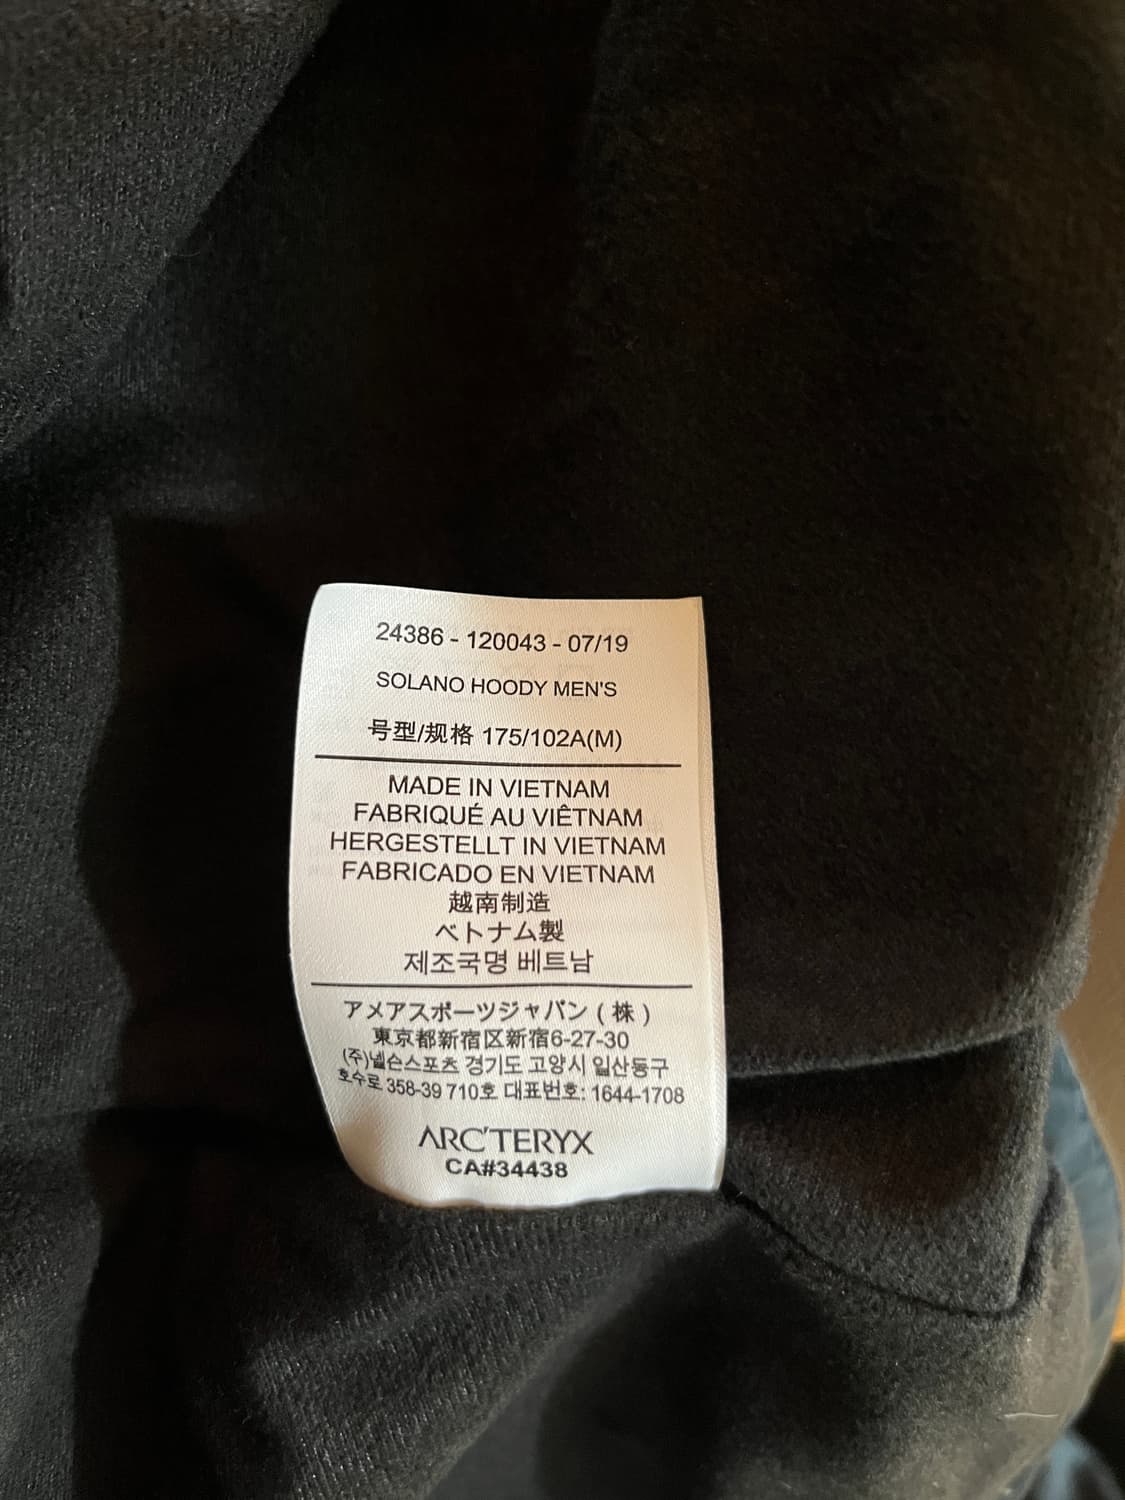 24386 - 120043 - 07/19
SOLANO HOODY MEN'S
号型/规格 175/102A(M)
MADE IN VIETNAM
FABRIQUÉ AU VIÊTNAM
HERGESTELLT IN VIETNAM
FABRICADO EN VIETNAM
越南制造
ベトナム製
제조국명 베트남
アメアスポーツジャパン ( 株 )
東京都新宿区新宿6-27-30
(주)넬슨스포츠 경기도 고양시 일산동구
호수로 358-39 710호 대표번호: 1644-1708
ARC'TERYX
CA#34438